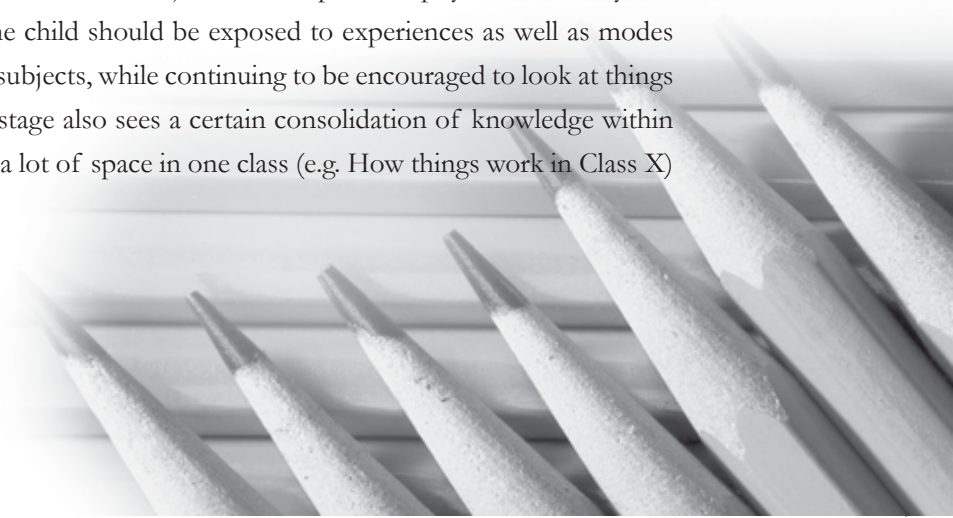 e child should be exposed to experiences as well as modes
subjects, while continuing to be encouraged to look at things
stage also sees a certain consolidation of knowledge within
a lot of space in one class (e.g. How things work in Class X)